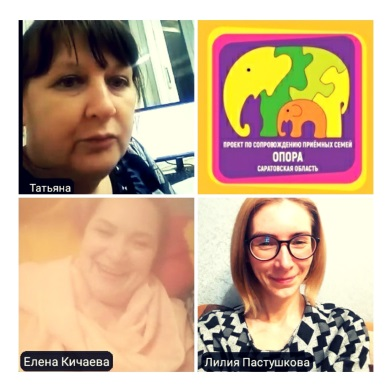 Татьяна
ПРОЕКТ ПО СОПРОВОЖДЕНИЮ ПРИЁМНЫХ СЕМЕЙ
ОПОРА
САРАТОВСКАЯ ОБЛАСТЬ
Елена Кичаева
Лилия Пастушкова